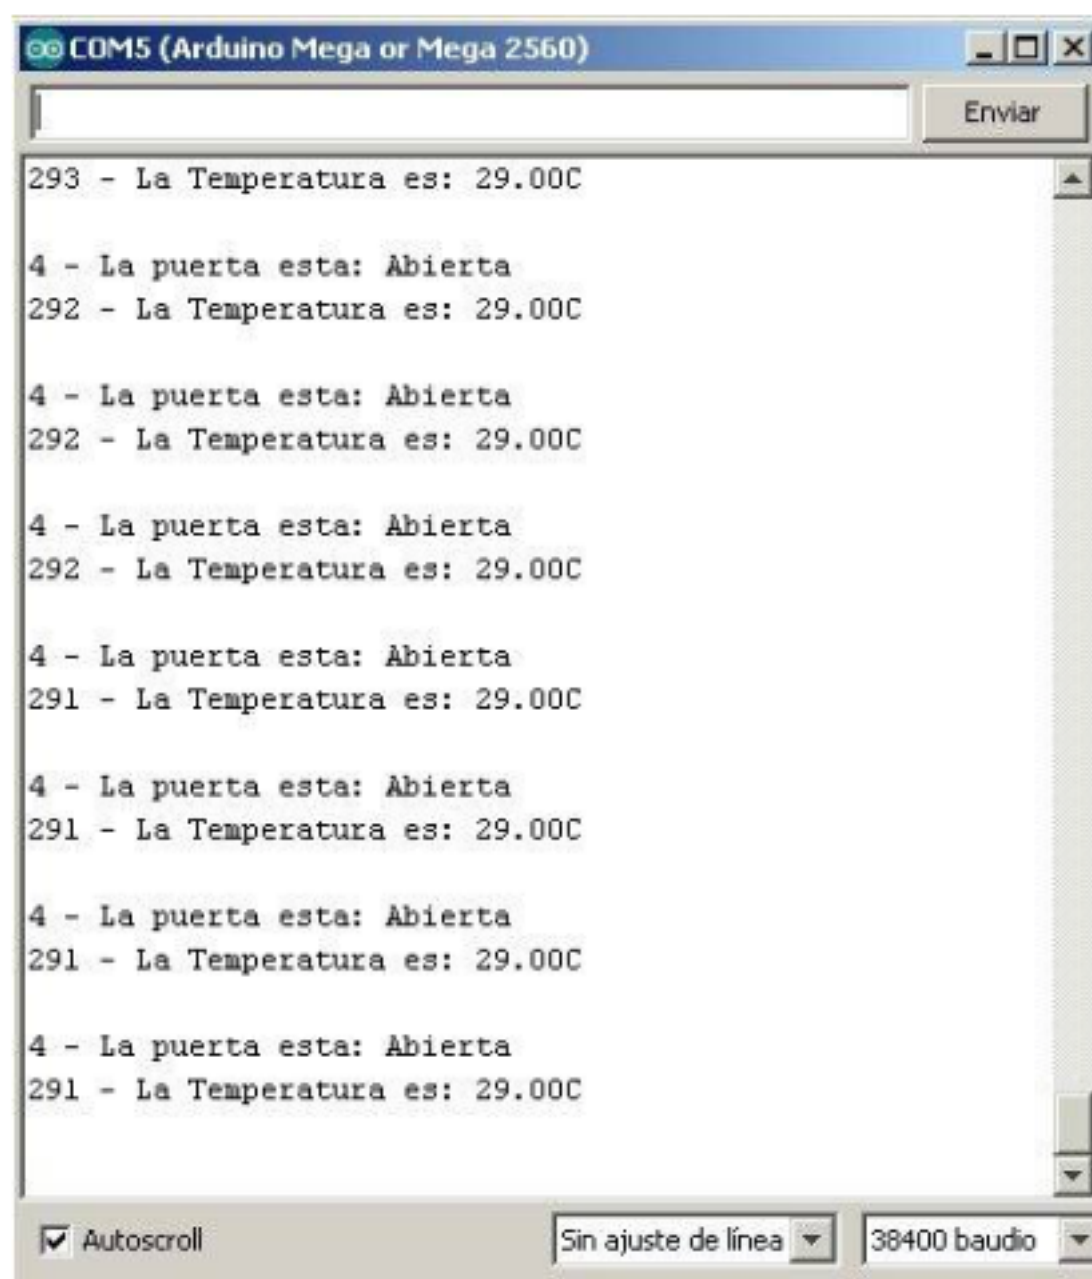 COM5 (Arduino Mega or Mega 2560)
Enviar
293 - La Temperatura es: 29.00C
4 - La puerta esta: Abierta
292 - La Temperatura es: 29.00C
4 - La puerta esta: Abierta
292 - La Temperatura es: 29.00C
4 - La puerta esta: Abierta
292 - La Temperatura es: 29.00C
4 - La puerta esta: Abierta
291 - La Temperatura es: 29.00C
4 - La puerta esta: Abierta
291 - La Temperatura es: 29.00C
4 - La puerta esta: Abierta
291 - La Temperatura es: 29.00C
4 - La puerta esta: Abierta
291 - La Temperatura es: 29.00C
Autoscroll
Sin ajuste de línea
38400 baudio